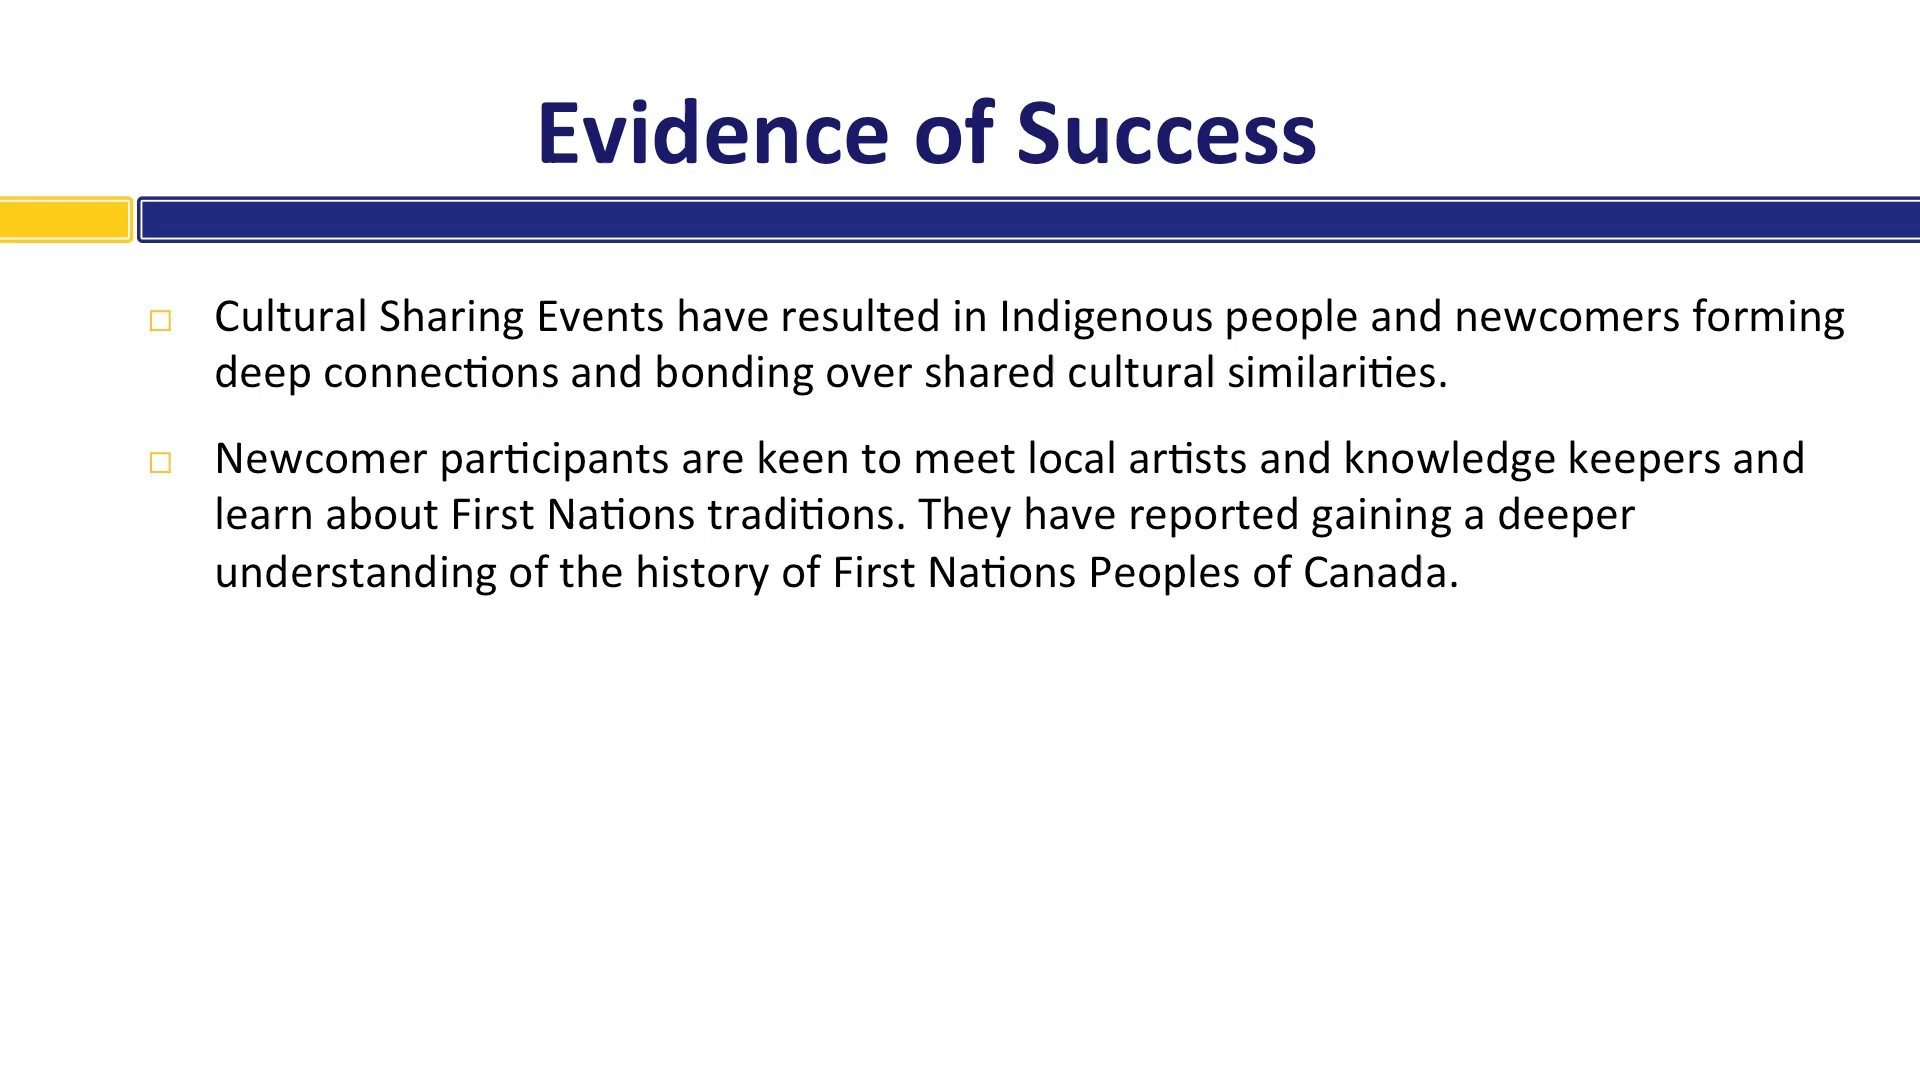 Evidence of Success
Cultural Sharing Events have resulted in Indigenous people and newcomers forming
deep connections and bonding over shared cultural similarities.
Newcomer participants are keen to meet local artists and knowledge keepers and
learn about First Nations traditions. They have reported gaining a deeper
understanding of the history of First Nations Peoples of Canada.